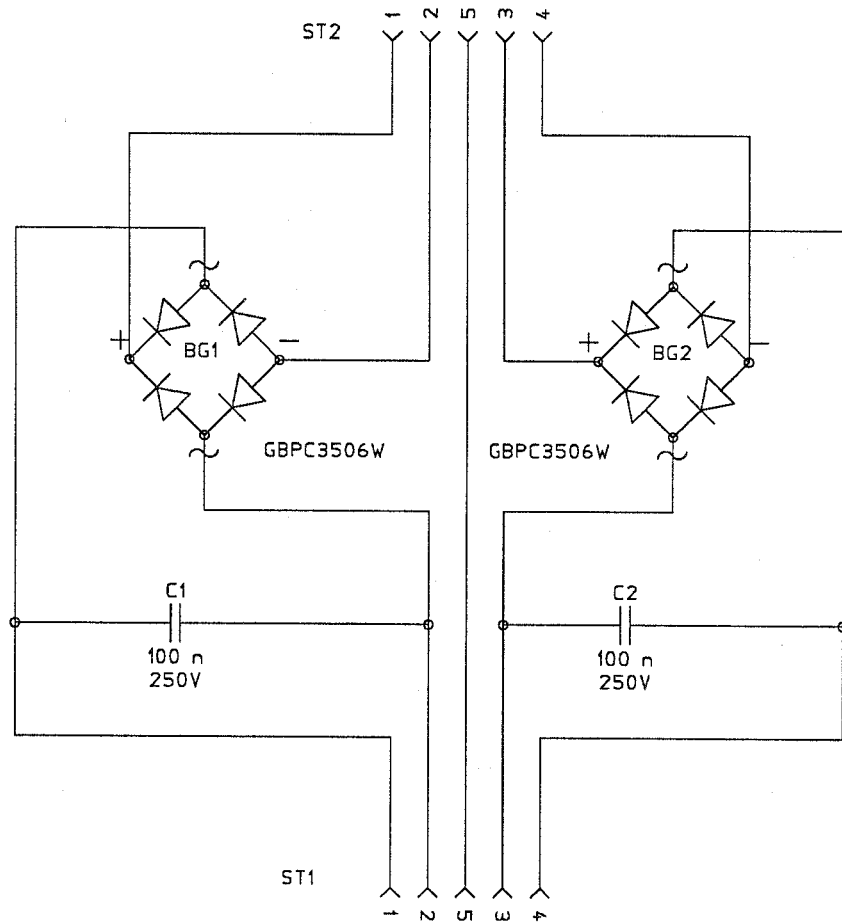 ST2
1 2 5 3 4
+ BG1 −
+ BG2 −
GBPC3506W
GBPC3506W
C1
100 n
250V
C2
100 n
250V
ST1
1 2 5 3 4